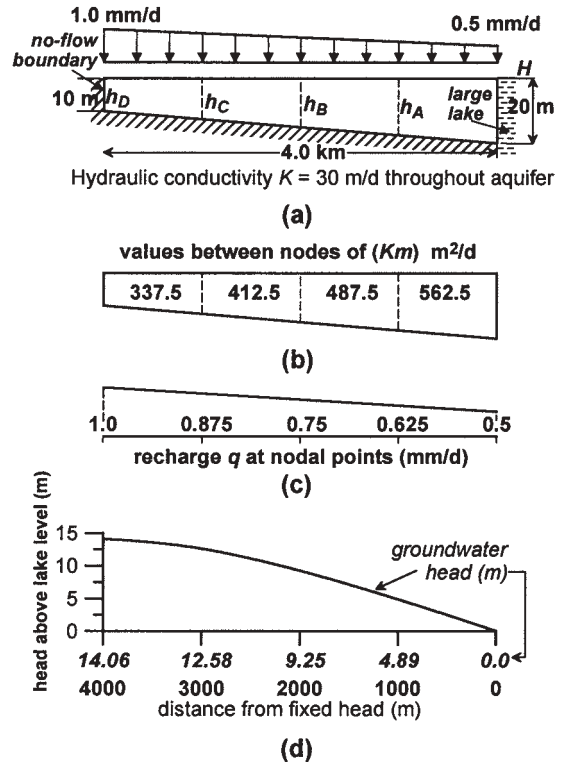 1.0 mm/d
0.5 mm/d
no-flow
boundary
H
10 m
hD
hC
hB
hA
large
lake
20 m
4.0 km
Hydraulic conductivity K = 30 m/d throughout aquifer
(a)
values between nodes of (Km) m²/d
337.5 412.5 487.5 562.5
(b)
1.0 0.875 0.75 0.625 0.5
recharge q at nodal points (mm/d)
(c)
head above lake level (m)
15
10
5
0
groundwater
head (m)
14.06 12.58 9.25 4.89 0.0
4000 3000 2000 1000 0
distance from fixed head (m)
(d)